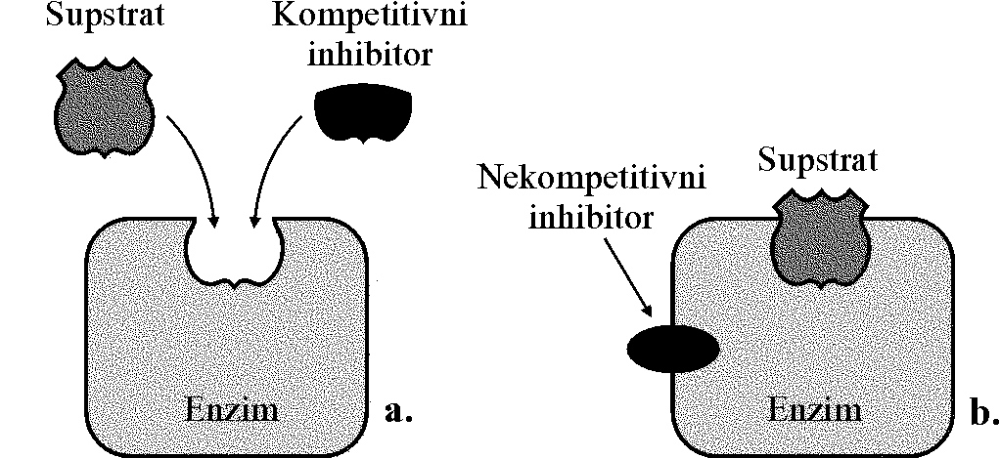 Supstrat
Kompetitivni
inhibitor
Enzim
a.
Nekompetitivni
inhibitor
Supstrat
Enzim
b.